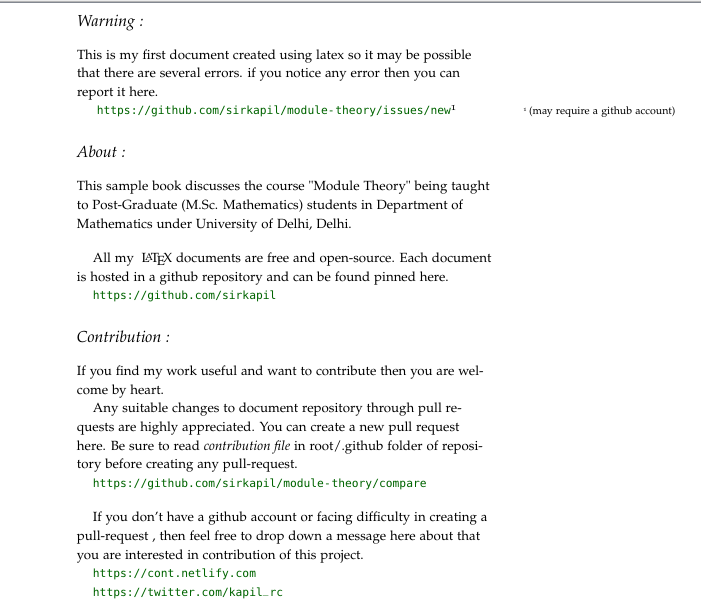 Warning :
This is my first document created using latex so it may be possible
that there are several errors. if you notice any error then you can
report it here.
https://github.com/sirkapil/module-theory/issues/new¹
¹ (may require a github account)
About :
This sample book discusses the course "Module Theory" being taught
to Post-Graduate (M.Sc. Mathematics) students in Department of
Mathematics under University of Delhi, Delhi.
All my LATEX documents are free and open-source. Each document
is hosted in a github repository and can be found pinned here.
https://github.com/sirkapil
Contribution :
If you find my work useful and want to contribute then you are wel-
come by heart.
Any suitable changes to document repository through pull re-
quests are highly appreciated. You can create a new pull request
here. Be sure to read contribution file in root/.github folder of reposi-
tory before creating any pull-request.
https://github.com/sirkapil/module-theory/compare
If you don't have a github account or facing difficulty in creating a
pull-request , then feel free to drop down a message here about that
you are interested in contribution of this project.
https://cont.netlify.com
https://twitter.com/kapil_rc